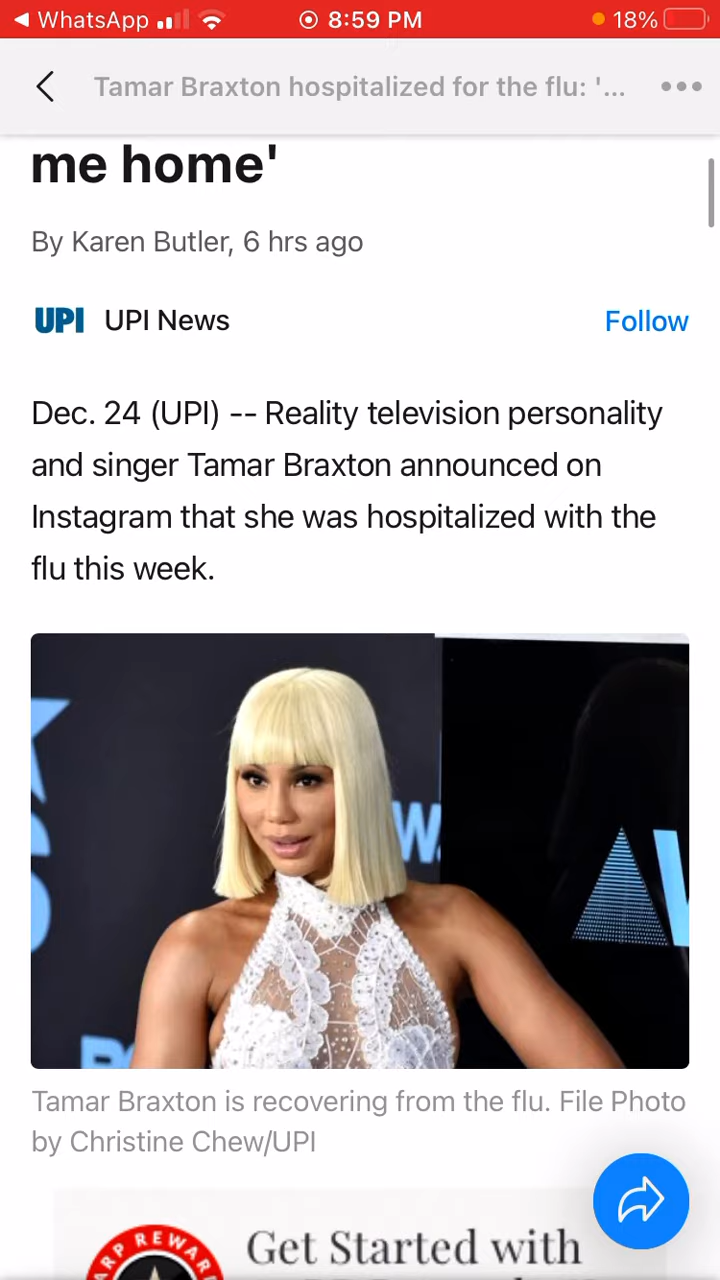 WhatsApp 8:59 PM 18%
Tamar Braxton hospitalized for the flu: '...
me home'
By Karen Butler, 6 hrs ago
UPI UPI News Follow
Dec. 24 (UPI) -- Reality television personality
and singer Tamar Braxton announced on
Instagram that she was hospitalized with the
flu this week.
W
Tamar Braxton is recovering from the flu. File Photo
by Christine Chew/UPI
ARP REWAR
Get Started with